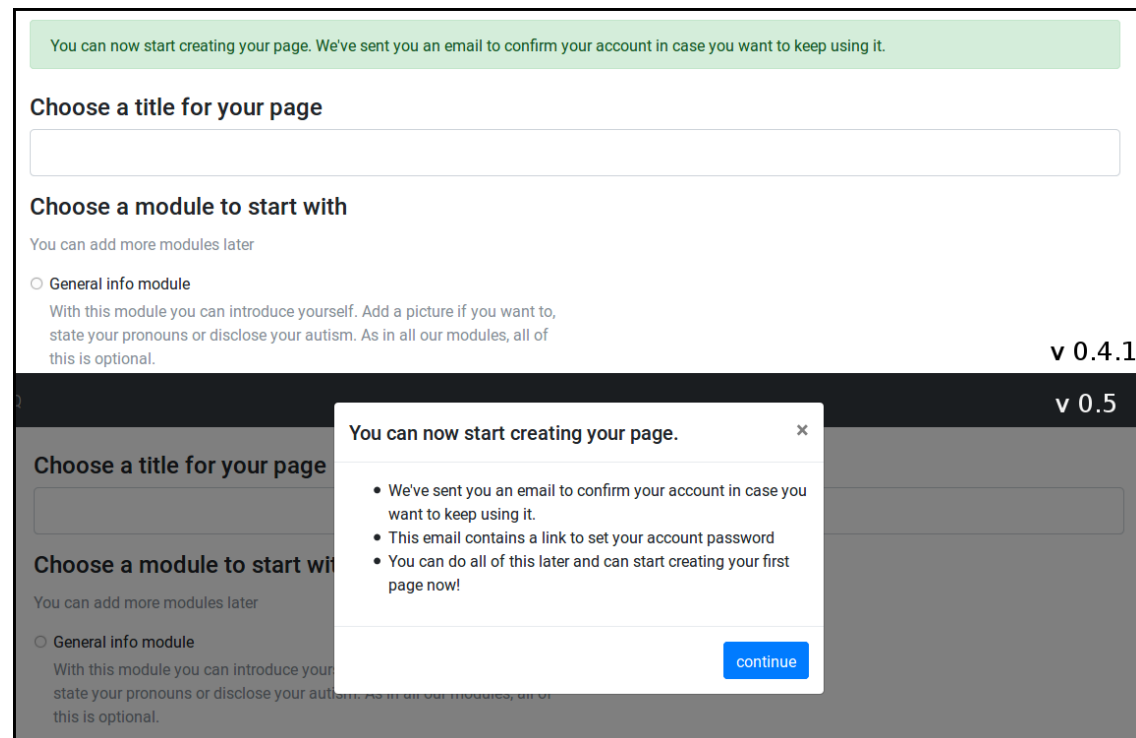 You can now start creating your page. We've sent you an email to confirm your account in case you want to keep using it.
Choose a title for your page
Choose a module to start with
You can add more modules later
General info module
With this module you can introduce yourself. Add a picture if you want to,
state your pronouns or disclose your autism. As in all our modules, all of
this is optional.
v 0.4.1
v 0.5
You can now start creating your page.
×
Choose a title for your page
We've sent you an email to confirm your account in case you
want to keep using it.
This email contains a link to set your account password
You can do all of this later and can start creating your first
page now!
Choose a module to start wit
You can add more modules later
General info module
continue
With this module you can introduce your
state your pronouns or disclose your autism. As in all our modules, all of
this is optional.